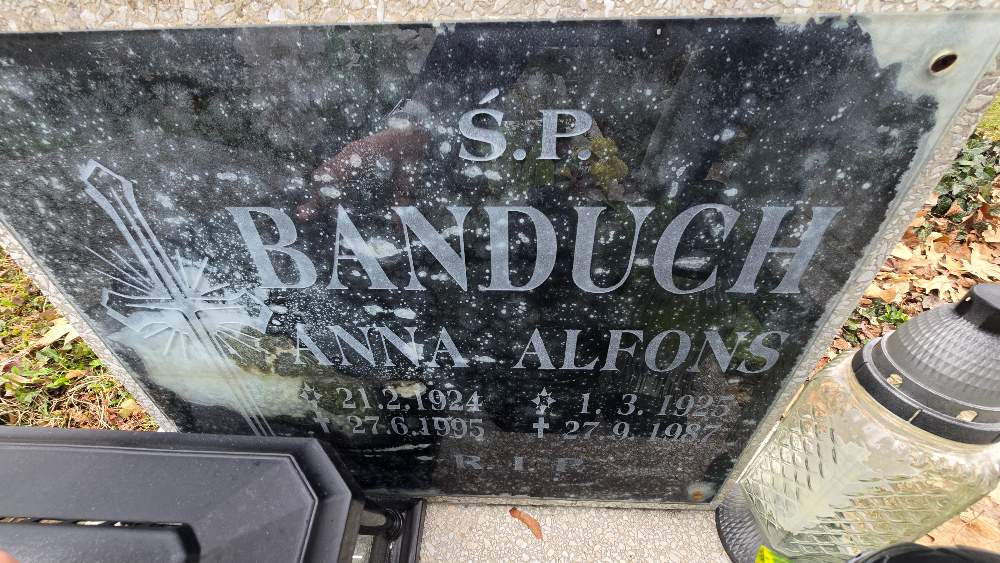 Ś.P.
BANDUCH
ANNA ALFONS
21.2.1924 1. 3. 1925
27.6.1995 27. 9. 1987
R.I.P.